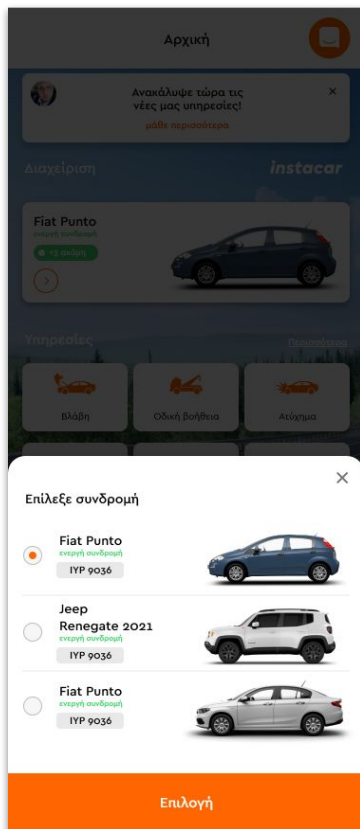 Αρχική
Ανακάλυψε τώρα τις
νέες μας υπηρεσίες!
μάθε περισσότερα
Διαχείριση
instacar
Fiat Punto
ενεργή συνδρομή
+1 ακόμη
Υπηρεσίες
Περισσότερα
Βλάβη
Οδική βοήθεια
Ατύχημα
Επίλεξε συνδρομή
Fiat Punto
ενεργή συνδρομή
IYP 9036
Jeep
Renegate 2021
ενεργή συνδρομή
IYP 9036
Fiat Punto
ενεργή συνδρομή
IYP 9036
Επιλογή